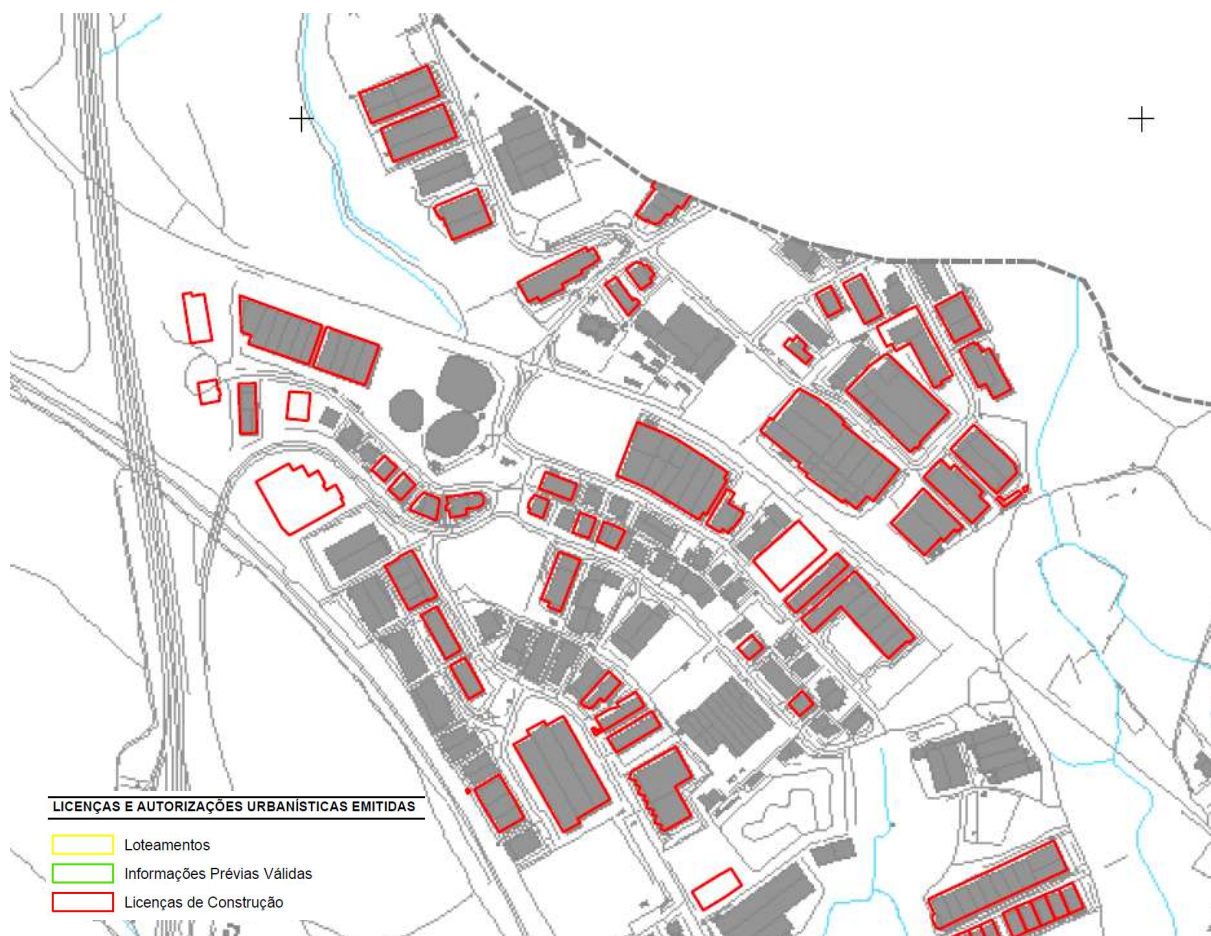 LICENÇAS E AUTORIZAÇÕES URBANÍSTICAS EMITIDAS
Loteamentos
Informações Prévias Válidas
Licenças de Construção